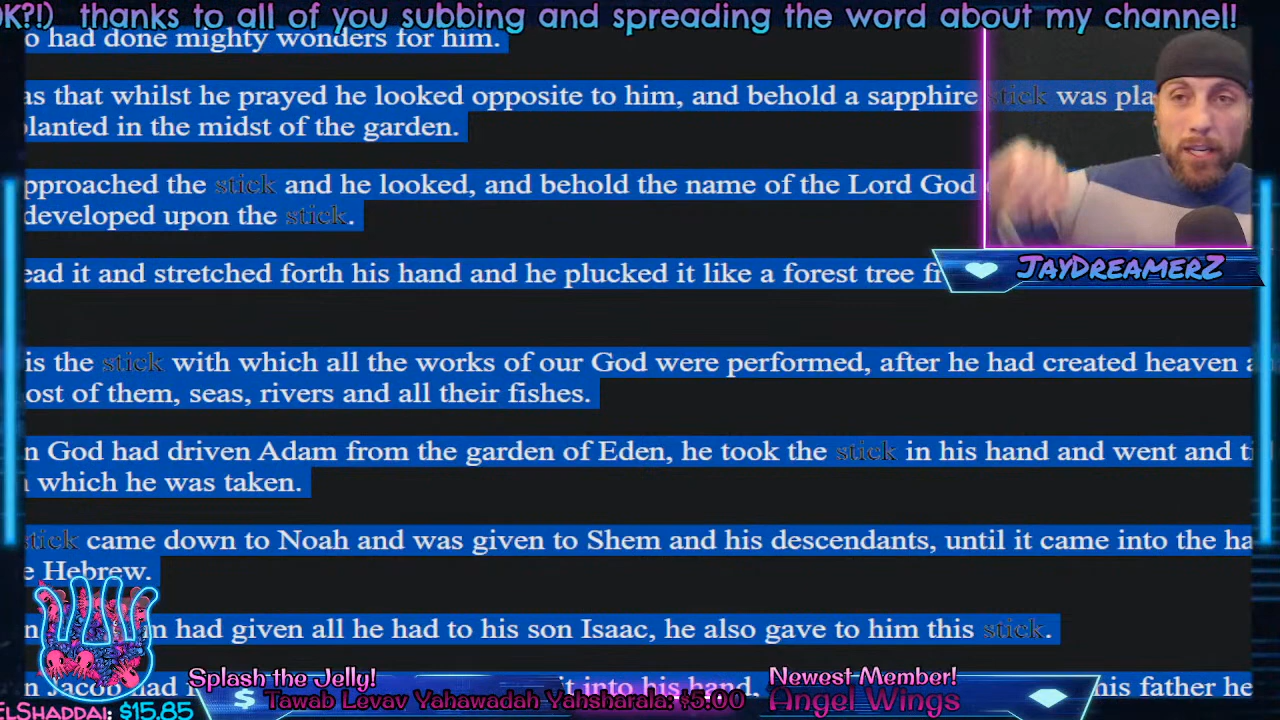 OK?!) thanks to all of you subbing and spreading the word about my channel!
o had done mighty wonders for him.
as that whilst he prayed he looked opposite to him, and behold a sapphire stick was pla
planted in the midst of the garden.
pproached the stick and he looked, and behold the name of the Lord God
developed upon the stick.
ead it and stretched forth his hand and he plucked it like a forest tree fr
JayDreamerZ
is the stick with which all the works of our God were performed, after he had created heaven a
ost of them, seas, rivers and all their fishes.
n God had driven Adam from the garden of Eden, he took the stick in his hand and went and ti
which he was taken.
stick came down to Noah and was given to Shem and his descendants, until it came into the ha
e Hebrew.
m had given all he had to his son Isaac, he also gave to him this stick.
n Jacob had
it into his hand,
his father he
Splash the Jelly!
$ Tawab Levav Yahawadah Yahsharala: $5.00
Newest Member!
Angel Wings
ElShaddai: $15.85